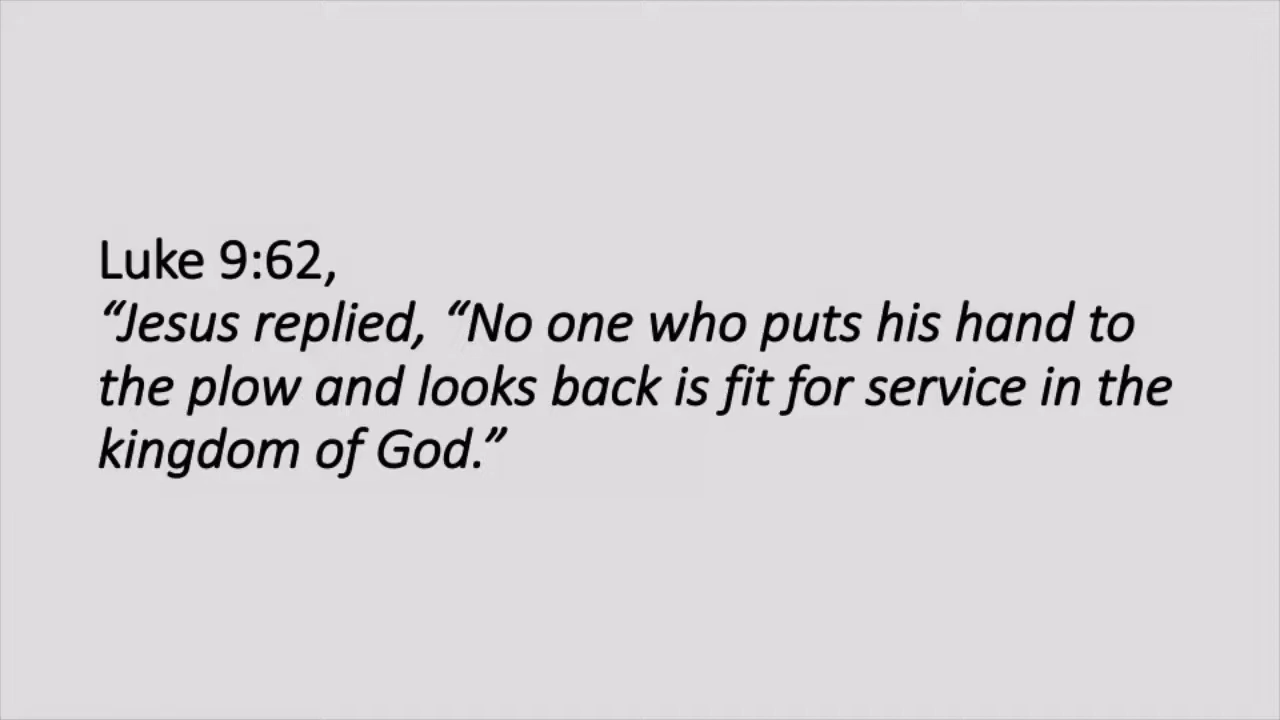 Luke 9:62,
“Jesus replied, “No one who puts his hand to
the plow and looks back is fit for service in the
kingdom of God.”